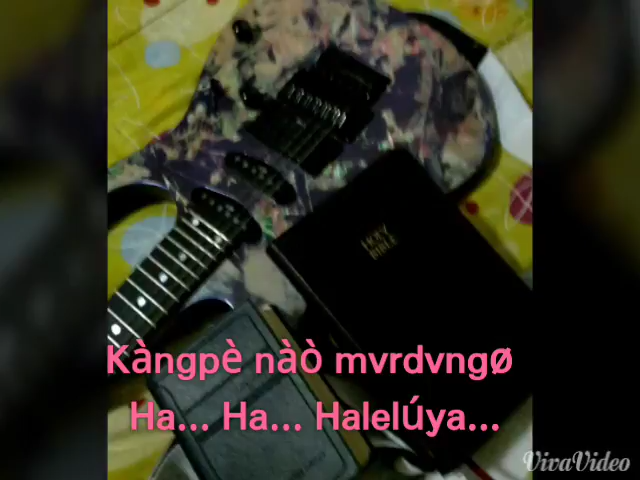 HOLY
BIBLE
Kàngpè nàò mvrdvngø
Ha... Ha... Halelúya...
VivaVideo